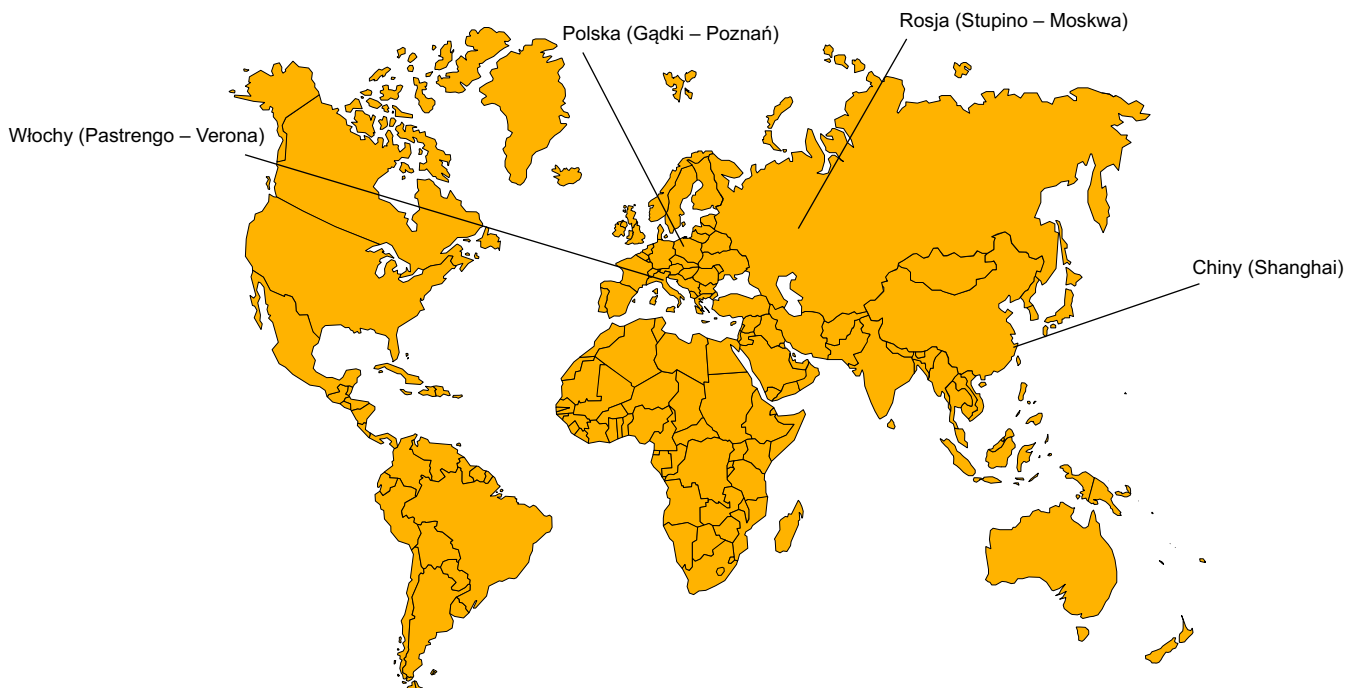 Rosja (Stupino – Moskwa)
Polska (Gądki – Poznań)
Włochy (Pastrengo – Verona)
Chiny (Shanghai)